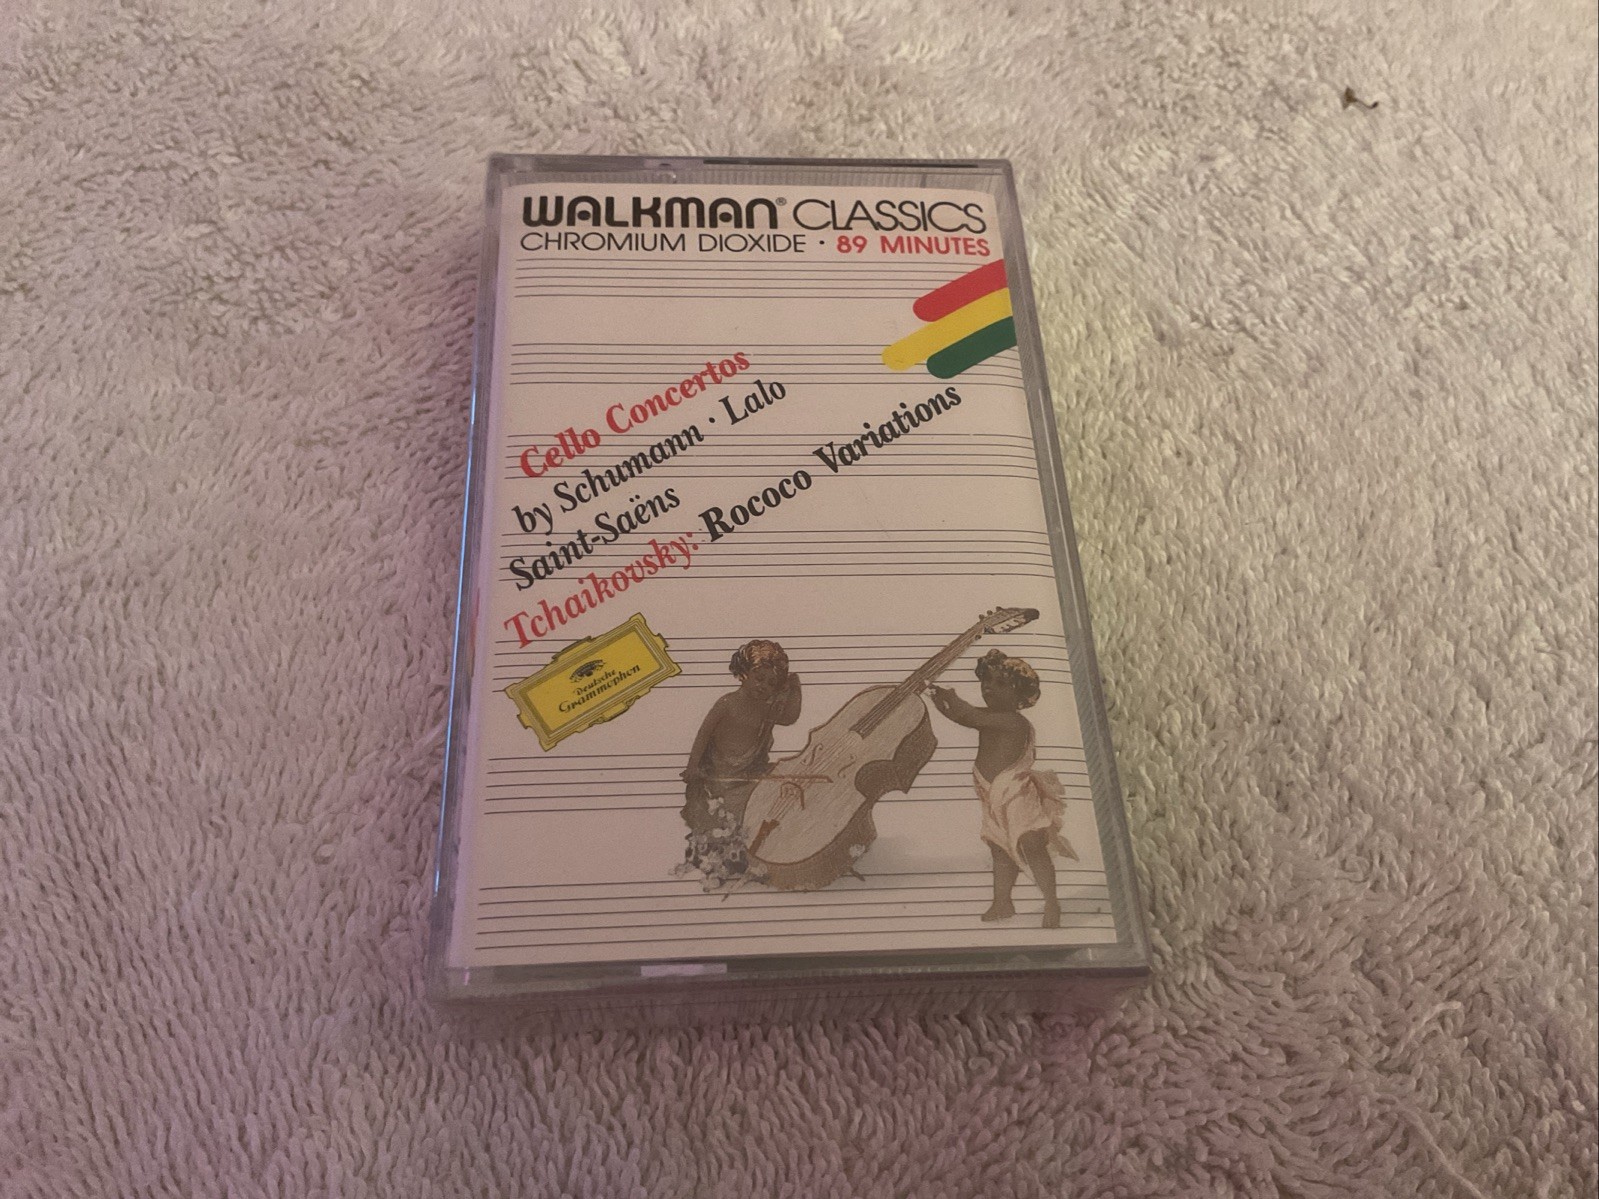 WALKMAN® CLASSICS
CHROMIUM DIOXIDE · 89 MINUTES
Cello Concertos
by Schumann · Lalo
Saint-Saëns
Tchaikovsky: Rococo Variations
Deutsche
Grammophon